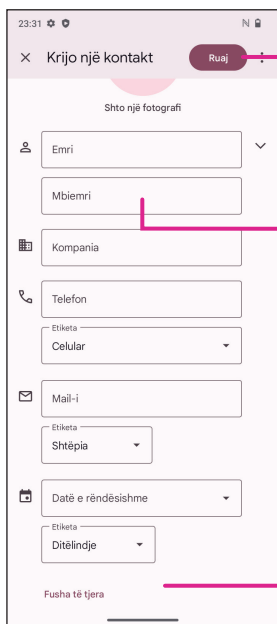 23:31
Krijo një kontakt
Ruaj
Shto një fotografi
Emri
Mbiemri
Kompania
Telefon
Etiketa
Celular
Mail-i
Etiketa
Shtëpia
Datë e rëndësishme
Etiketa
Ditëlindje
Fusha të tjera